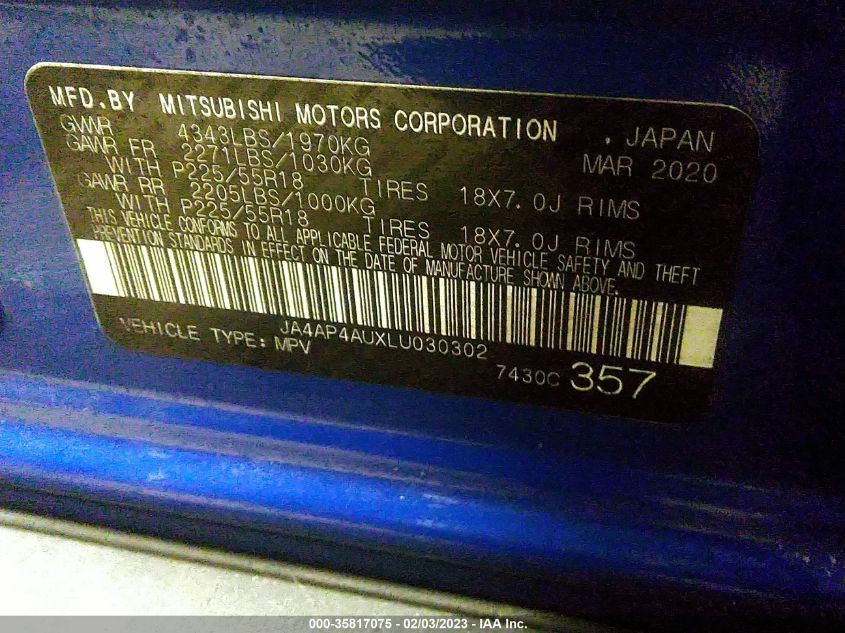 MFD.BY MITSUBISHI MOTORS CORPORATION , JAPAN
GVWR 4343LBS/1970KG MAR 2020
GAWR FR 2271LBS/1030KG
WITH P225/55R18 TIRES 18X7.0J RIMS
GAWR RR 2205LBS/1000KG
WITH P225/55R18 TIRES 18X7.0J RIMS
THIS VEHICLE CONFORMS TO ALL APPLICABLE FEDERAL MOTOR VEHICLE SAFETY AND THEFT
PREVENTION STANDARDS IN EFFECT ON THE DATE OF MANUFACTURE SHOWN ABOVE.
JA4AP4AUXLU030302
VEHICLE TYPE: MPV
7430C 357
000-35817075 - 02/03/2023 - IAA Inc.